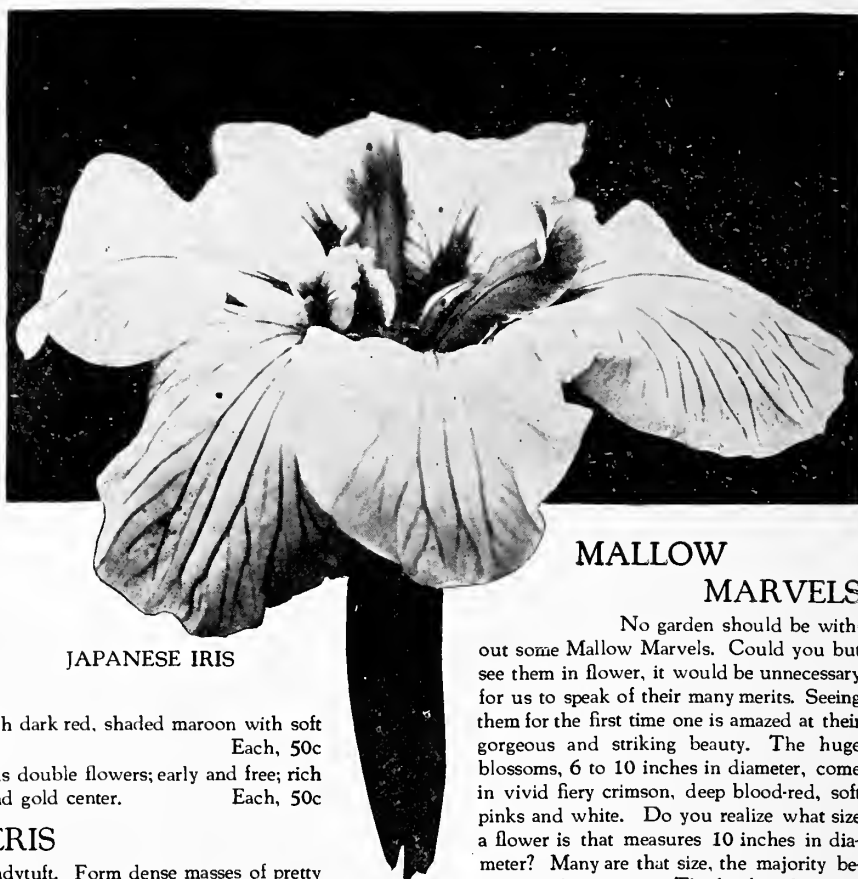 JAPANESE IRIS
dark red, shaded maroon with soft
Each, 50c
double flowers; early and free; rich
gold center. Each, 50c
Form dense masses of pretty
MALLOW
MARVELS
No garden should be with-
out some Mallow Marvels. Could you but
see them in flower, it would be unnecessary
for us to speak of their many merits. Seeing
them for the first time one is amazed at their
gorgeous and striking beauty. The huge
blossoms, 6 to 10 inches in diameter, come
in vivid fiery crimson, deep blood-red, soft
pinks and white. Do you realize what size
a flower is that measures 10 inches in dia-
meter? Many are that size, the majority be-